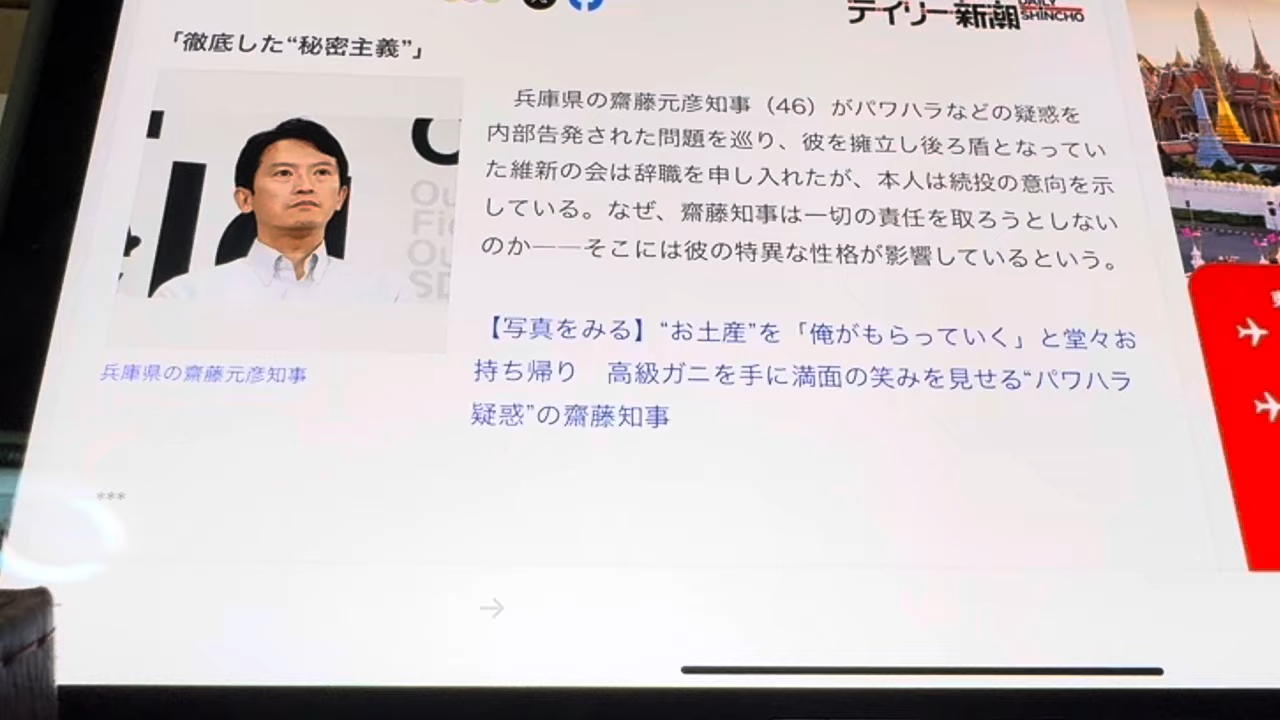 デイリー新潮
DAILY
SHINCHO
「徹底した“秘密主義”」
兵庫県の齋藤元彦知事（46）がパワハラなどの疑惑を
内部告発された問題を巡り、彼を擁立し後ろ盾となってい
た維新の会は辞職を申し入れたが、本人は続投の意向を示
している。なぜ、齋藤知事は一切の責任を取ろうとしない
のか――そこには彼の特異な性格が影響しているという。
Ou
Fi
Ou
SD
兵庫県の齋藤元彦知事
【写真をみる】“お土産”を「俺がもらっていく」と堂々お
持ち帰り　高級ガニを手に満面の笑みを見せる“パワハラ
疑惑”の齋藤知事
***